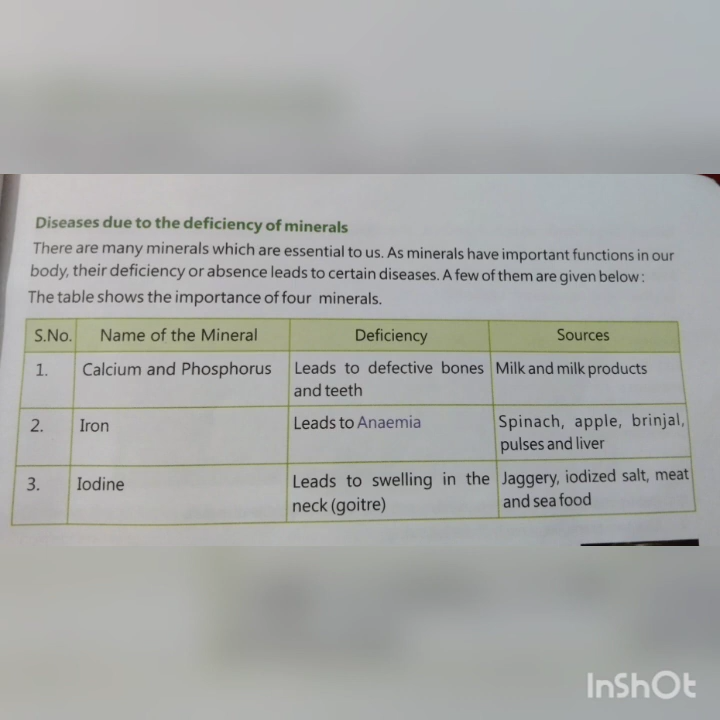 Diseases due to the deficiency of minerals
There are many minerals which are essential to us. As minerals have important functions in our
body, their deficiency or absence leads to certain diseases. A few of them are given below :
The table shows the importance of four minerals.
S.No. Name of the Mineral Deficiency Sources
1. Calcium and Phosphorus Leads to defective bones Milk and milk products
and teeth
2. Iron Leads to Anaemia Spinach, apple, brinjal,
pulses and liver
3. Iodine Leads to swelling in the Jaggery, iodized salt, meat
neck (goitre) and sea food
InShOt